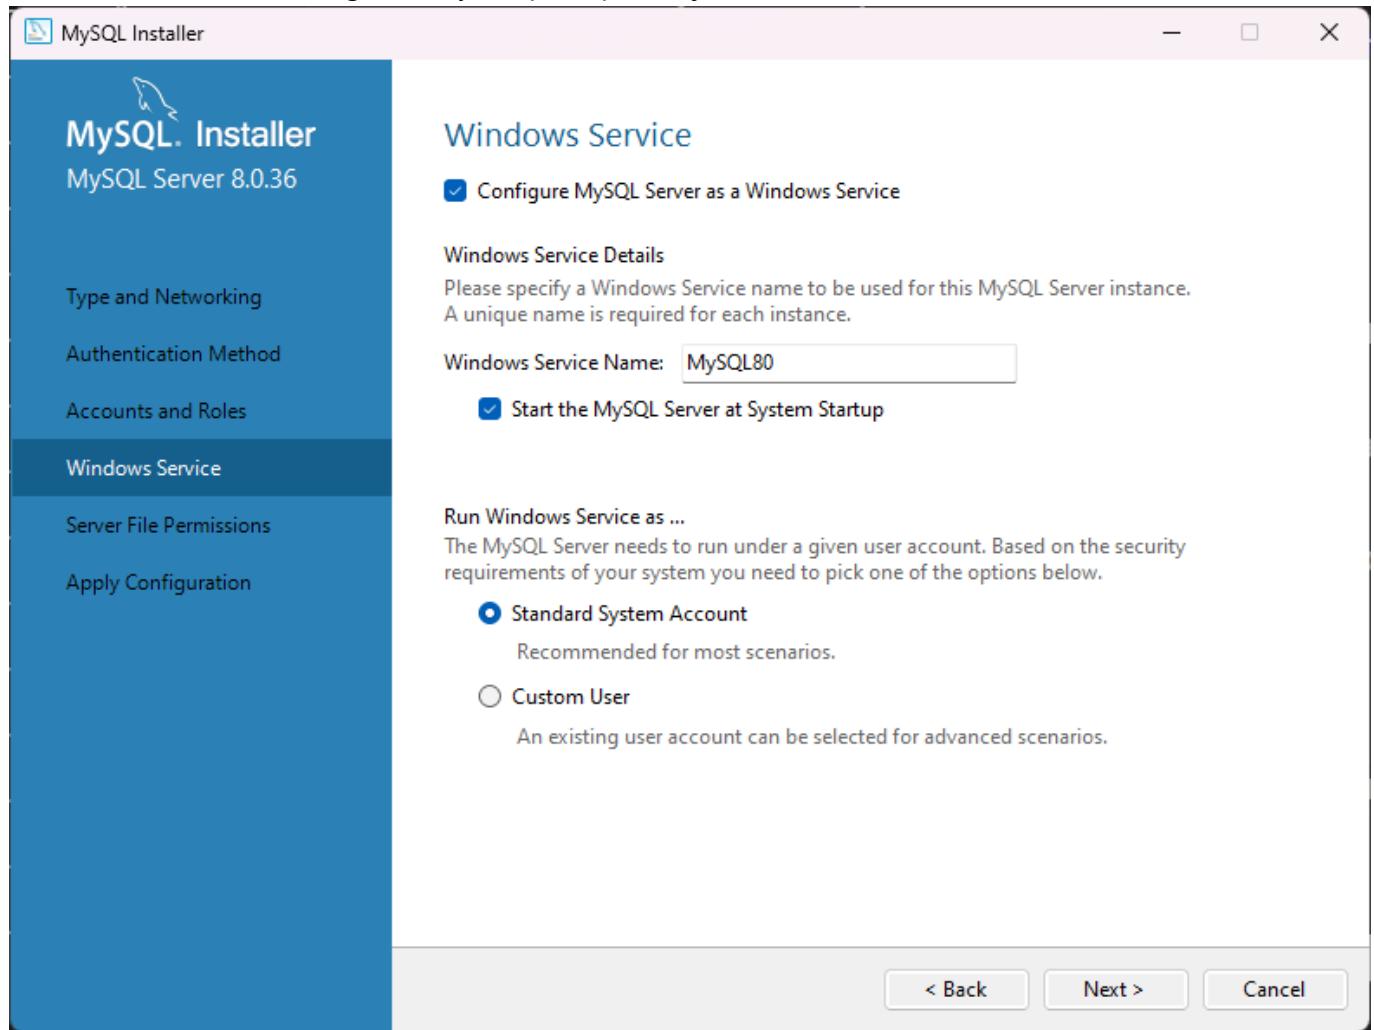 MySQL Installer
MySQL. Installer
MySQL Server 8.0.36
Type and Networking
Authentication Method
Accounts and Roles
Windows Service
Server File Permissions
Apply Configuration
Windows Service
Configure MySQL Server as a Windows Service
Windows Service Details
Please specify a Windows Service name to be used for this MySQL Server instance.
A unique name is required for each instance.
Windows Service Name: MySQL80
Start the MySQL Server at System Startup
Run Windows Service as ...
The MySQL Server needs to run under a given user account. Based on the security
requirements of your system you need to pick one of the options below.
Standard System Account
Recommended for most scenarios.
Custom User
An existing user account can be selected for advanced scenarios.
< Back Next > Cancel